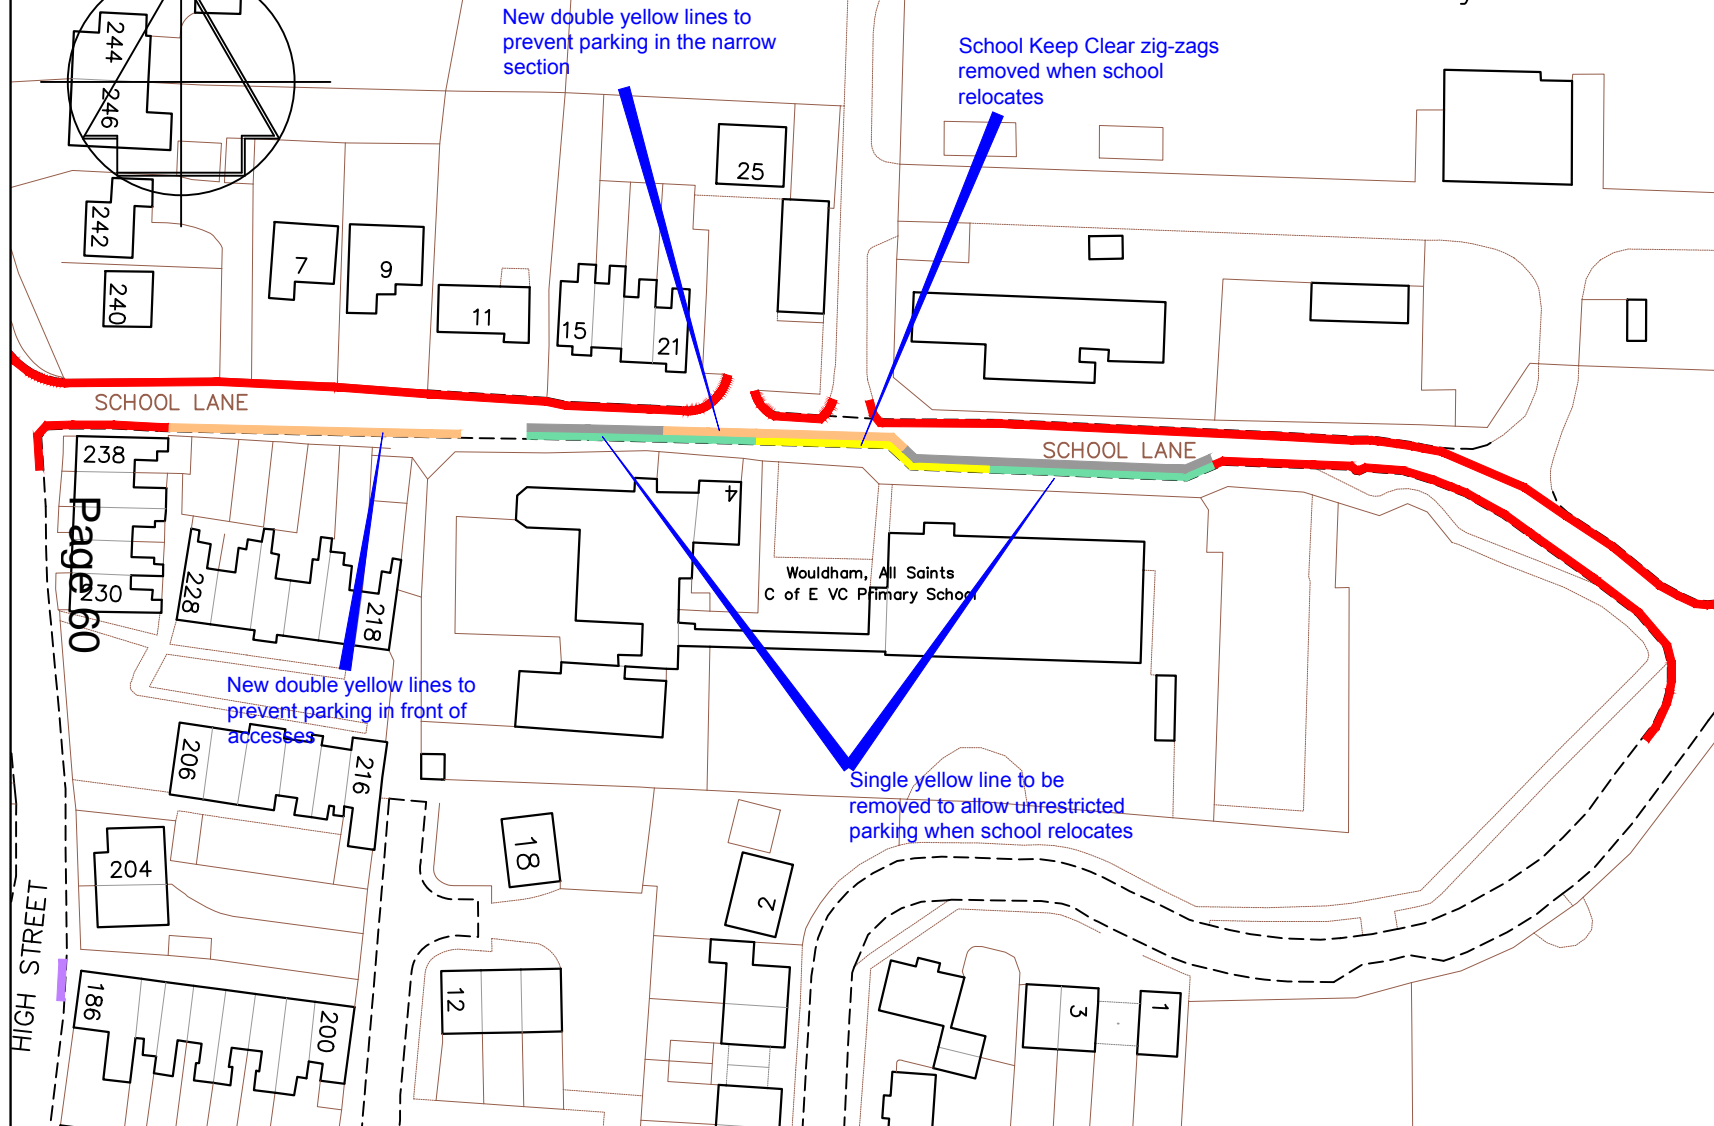 New double yellow lines to
prevent parking in the narrow
section
School Keep Clear zig-zags
removed when school
relocates
244
246
242
240
7
9
11
15
21
25
SCHOOL LANE
SCHOOL LANE
238
230
Page 60
228
218
4
Wouldham, All Saints
C of E VC Primary School
New double yellow lines to
prevent parking in front of
accesses
206
216
Single yellow line to be
removed to allow unrestricted
parking when school relocates
204
18
2
HIGH STREET
186
200
12
3
1